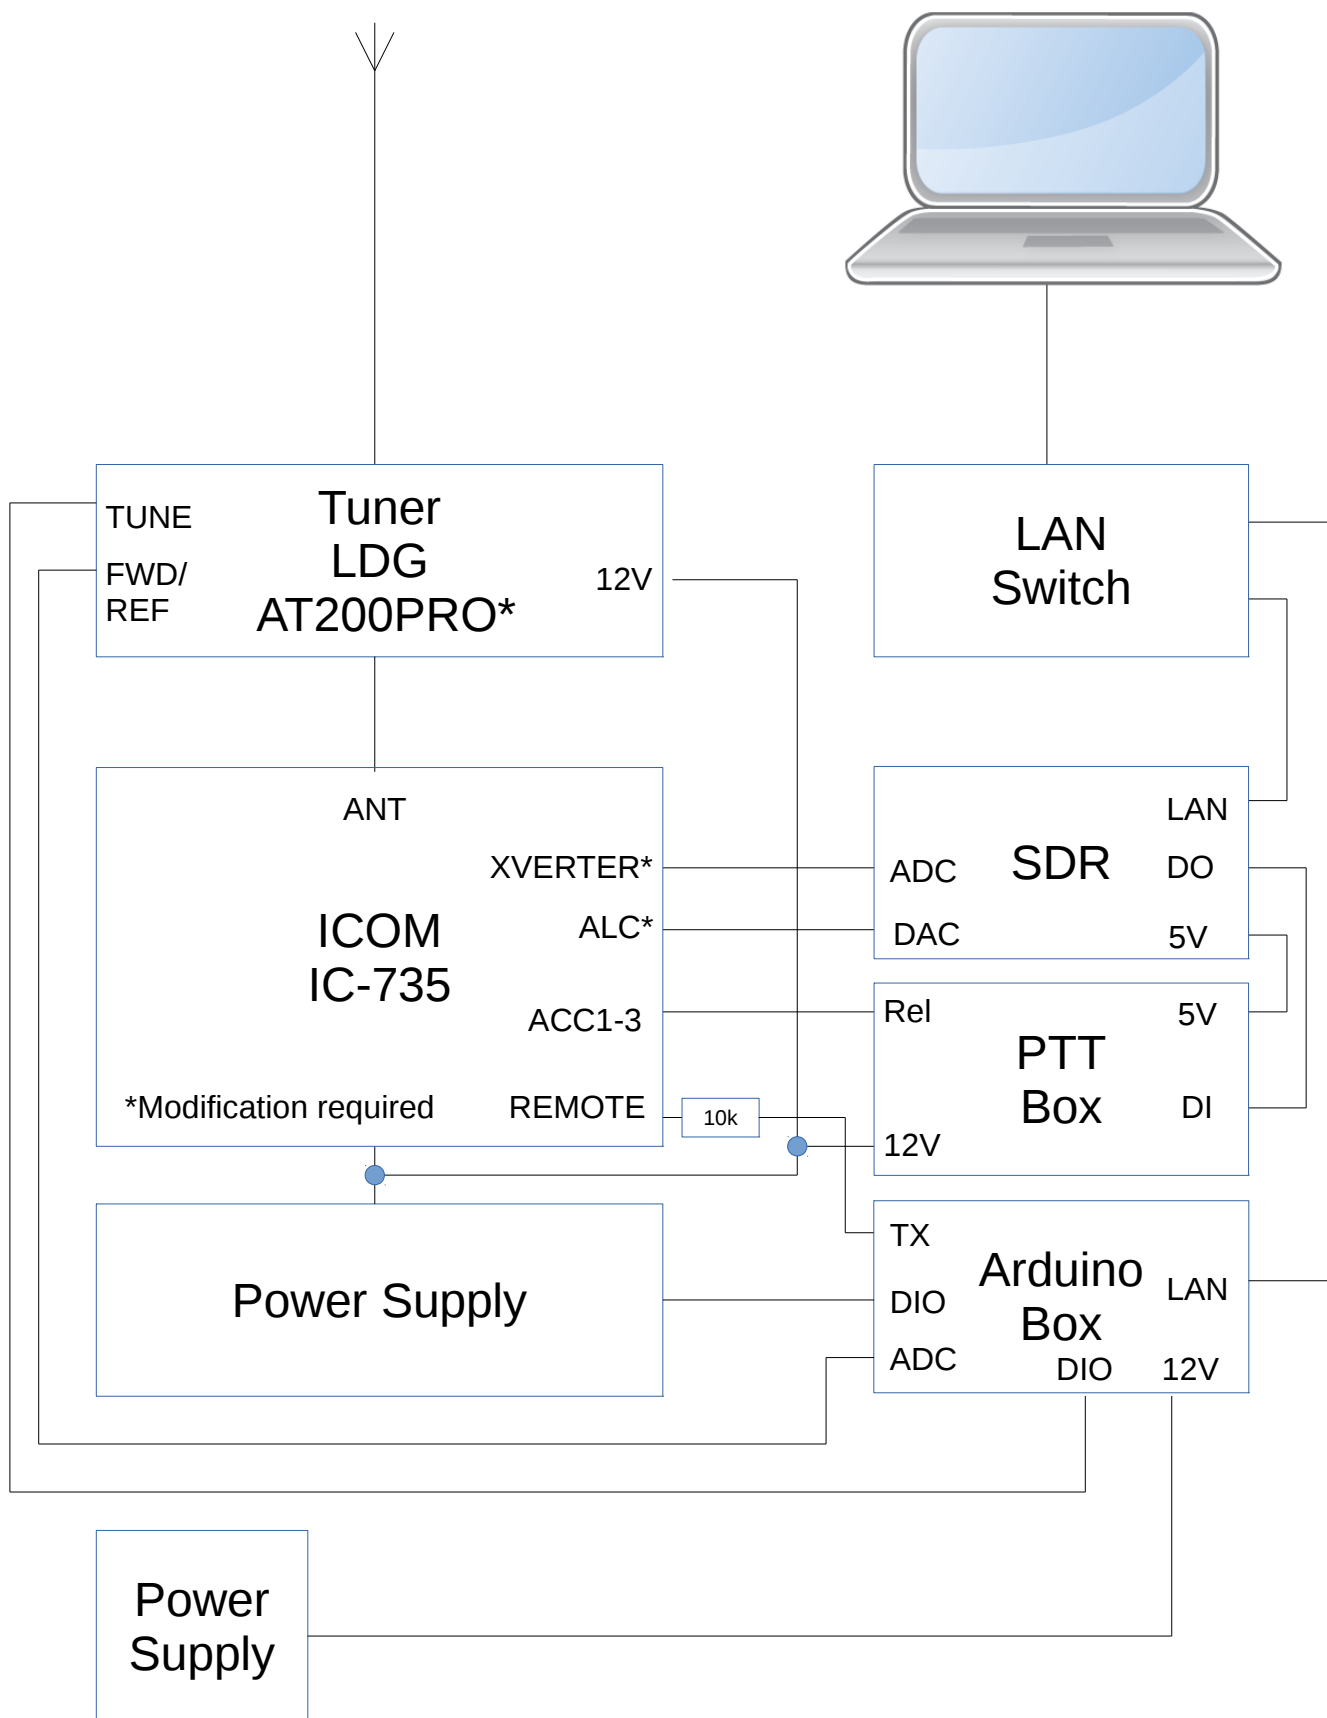 TUNE
FWD/
REF
Tuner
LDG
AT200PRO*
12V
LAN
Switch
ANT
XVERTER*
ALC*
ICOM
IC-735
ACC1-3
*Modification required
REMOTE
10k
ADC
DAC
SDR
LAN
DO
5V
Rel
12V
PTT
Box
5V
DI
Power Supply
TX
DIO
ADC
Arduino
Box
LAN
DIO
12V
Power
Supply